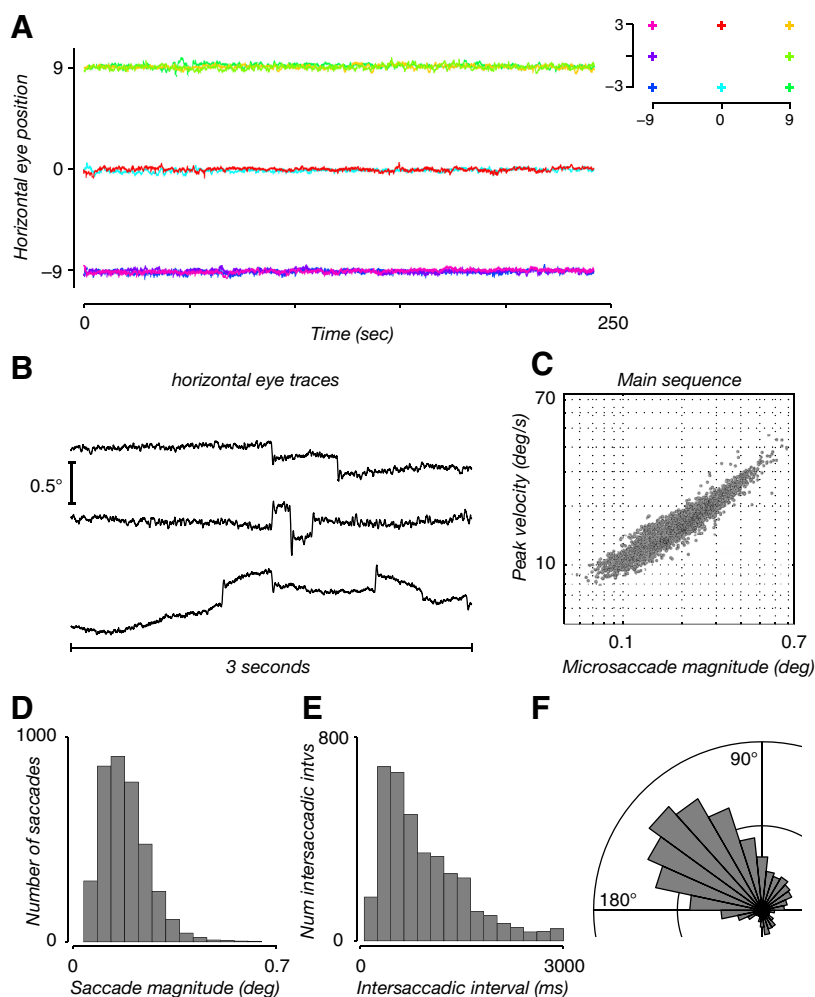 A
Horizontal eye position
9
0
−9
0
250
Time (sec)
3
−3
−9
0
9
B
horizontal eye traces
0.5°
3 seconds
C
Main sequence
Peak velocity (deg/s)
70
10
0.1
0.7
Microsaccade magnitude (deg)
D
Number of saccades
1000
0
0
0.7
Saccade magnitude (deg)
E
Num intersaccadic intvs
800
0
0
3000
Intersaccadic interval (ms)
F
90°
180°